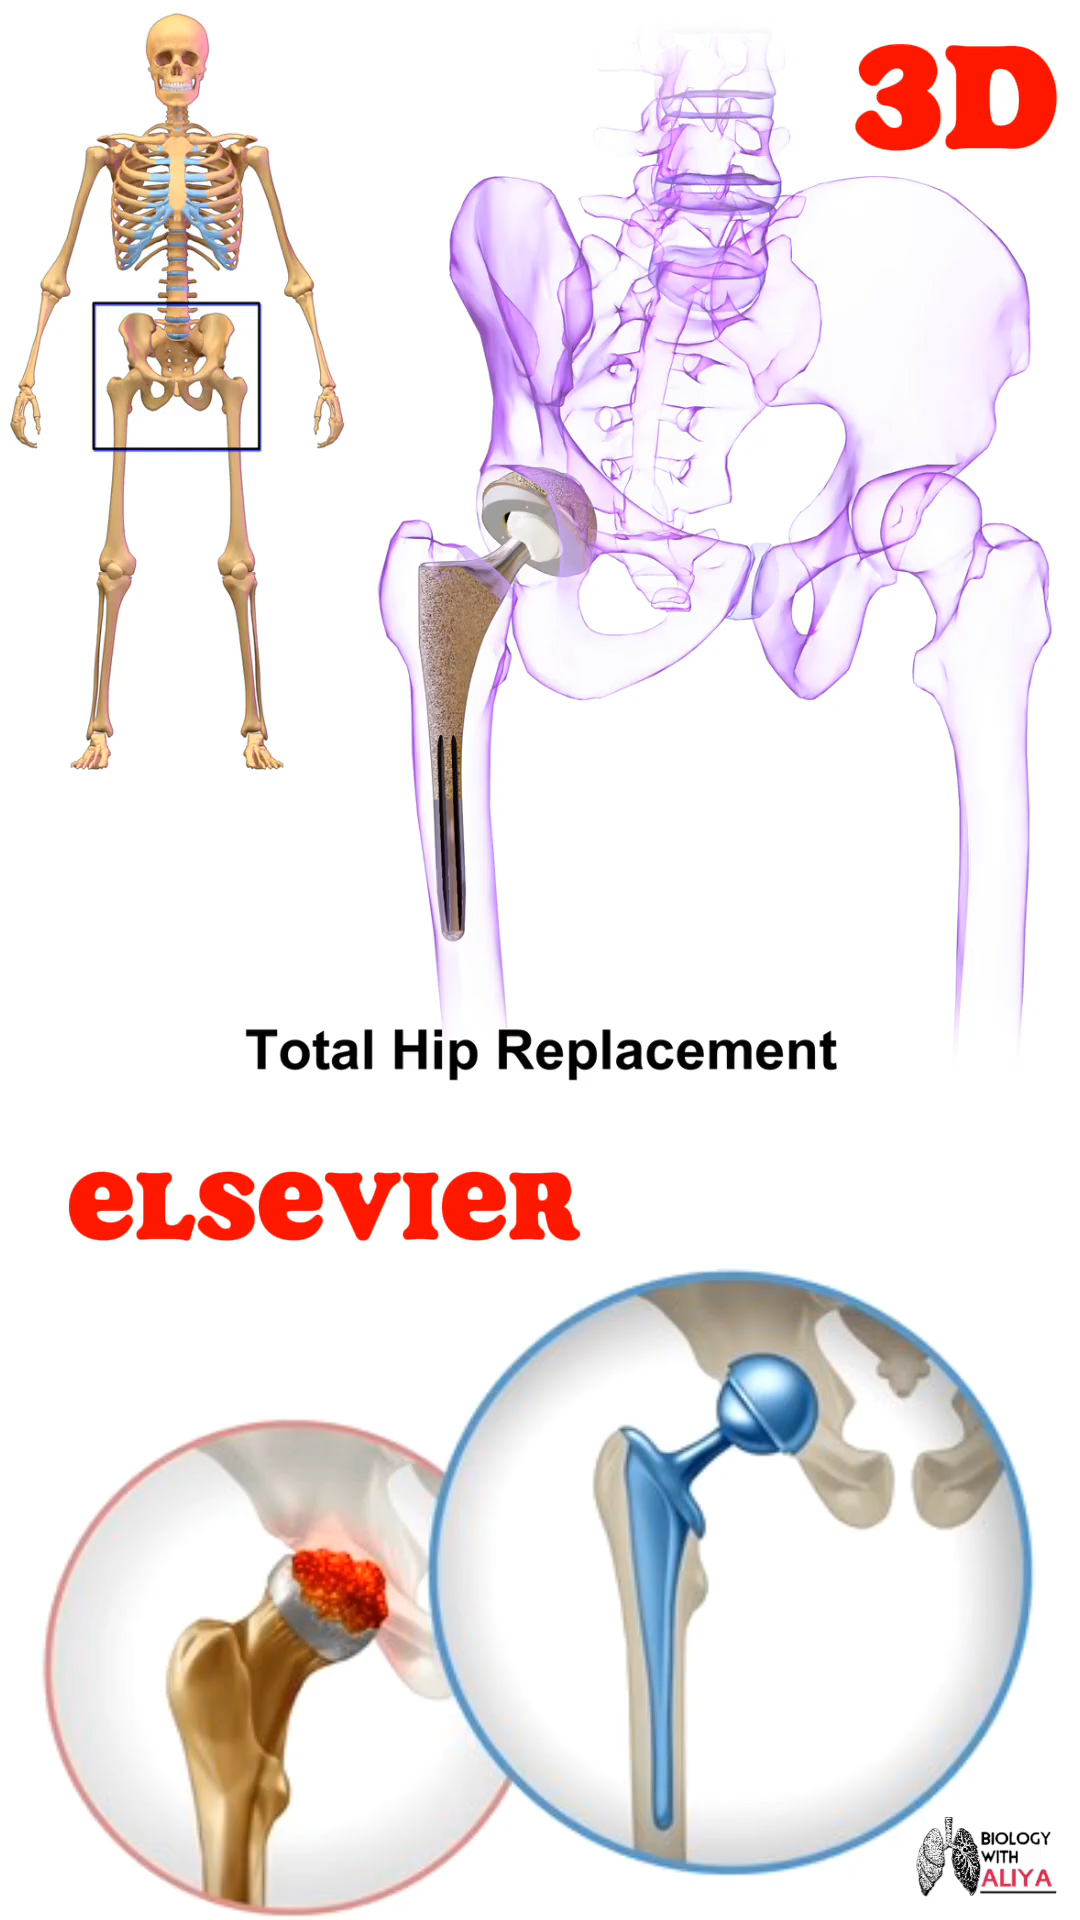 3D
Total Hip Replacement
eLSeVIeR
BIOLOGY
WITH
ALIYA